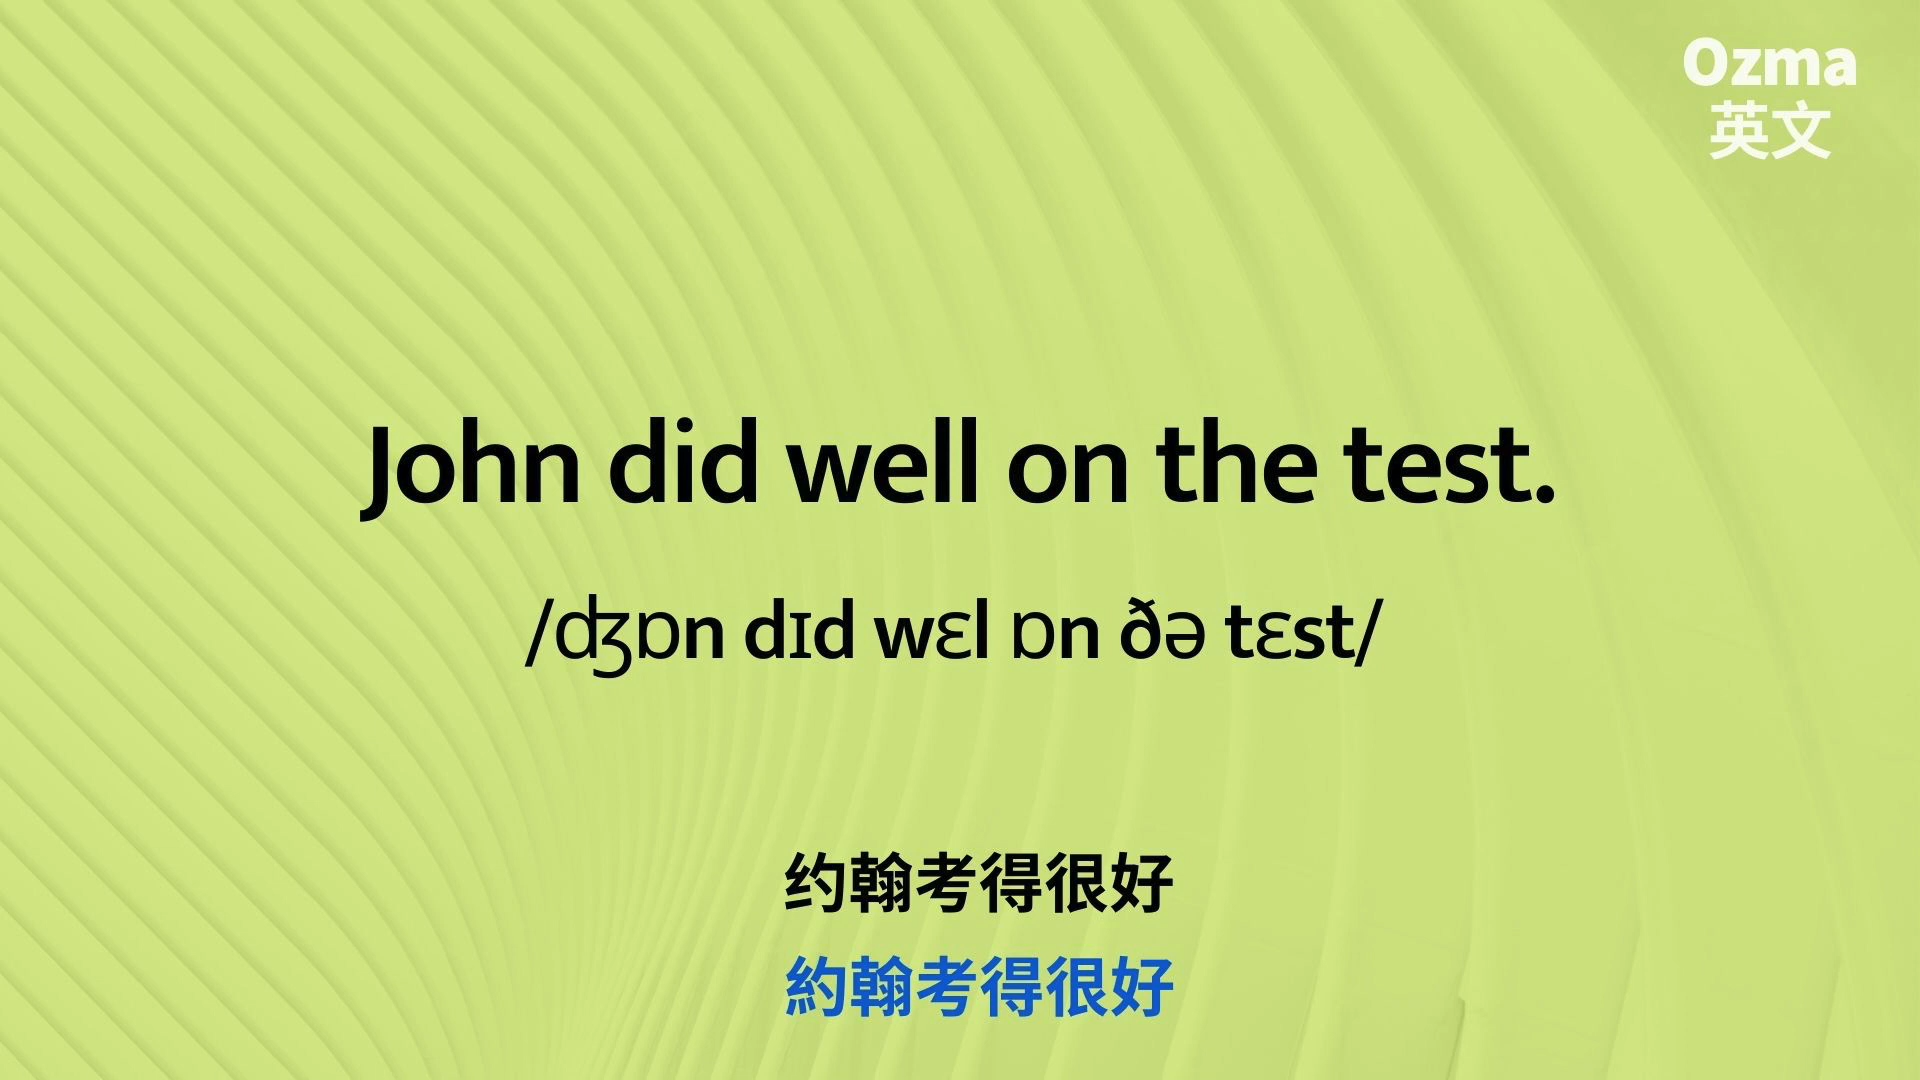 Ozma
英文
John did well on the test.
/ʤɒn dɪd wɛl ɒn ðə tɛst/
约翰考得很好
約翰考得很好